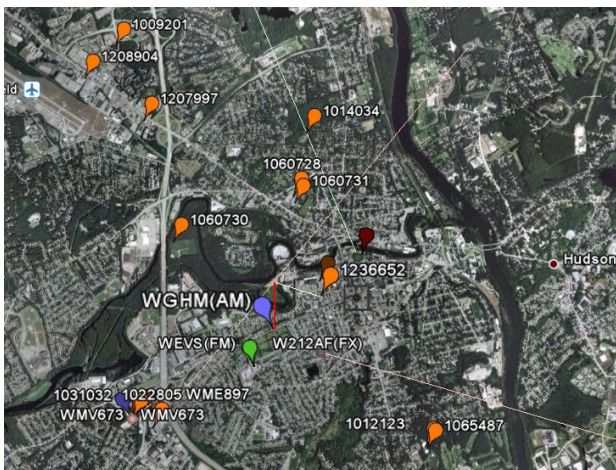 1009201
1208904
eld
1207997
1014034
1060728
1060731
1060730
Hudson
1236652
WGHM(AM)
WEVS(FM)
W212AF(FX)
1031032
1022805
WME897
WMV673
WMV673
1012123
1065487